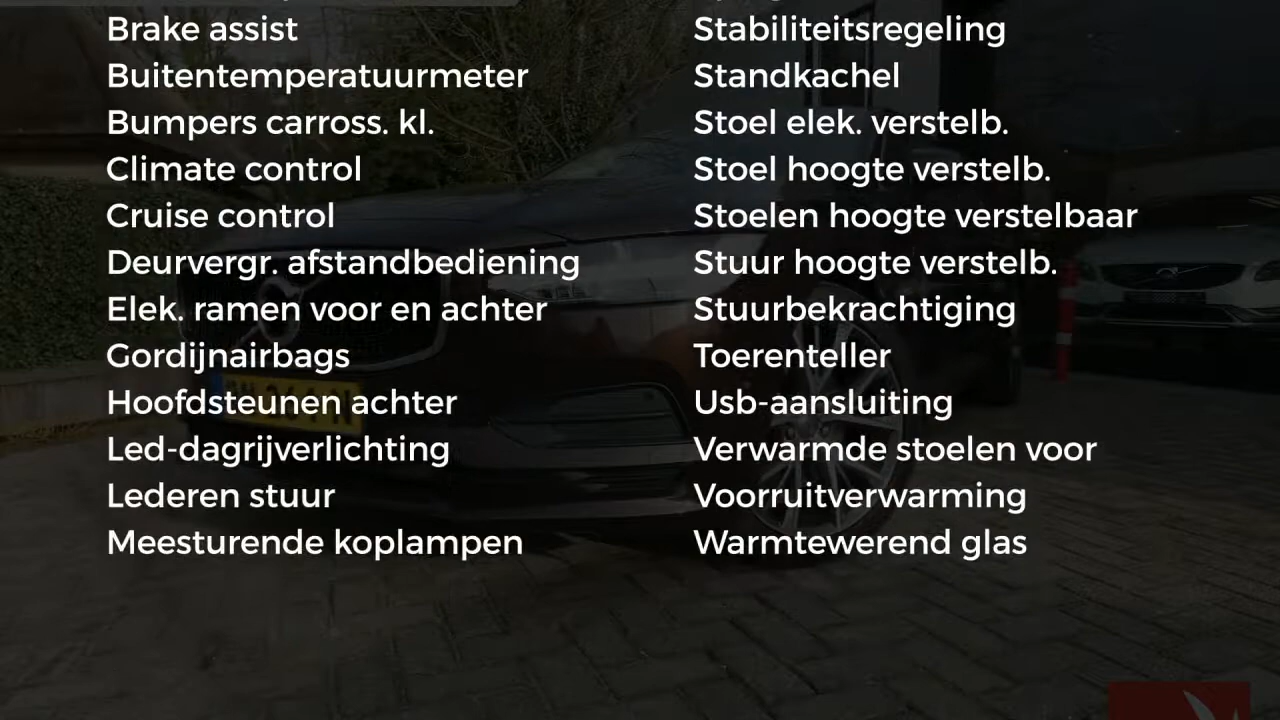 Brake assist
Buitentemperatuurmeter
Bumpers carross. kl.
Climate control
Cruise control
Deurvergr. afstandbediening
Elek. ramen voor en achter
Gordijnairbags
Hoofdsteunen achter
Led-dagrijverlichting
Lederen stuur
Meesturende koplampen
Stabiliteitsregeling
Standkachel
Stoel elek. verstelb.
Stoel hoogte verstelb.
Stoelen hoogte verstelbaar
Stuur hoogte verstelb.
Stuurbekrachtiging
Toerenteller
Usb-aansluiting
Verwarmde stoelen voor
Voorruitverwarming
Warmtewerend glas